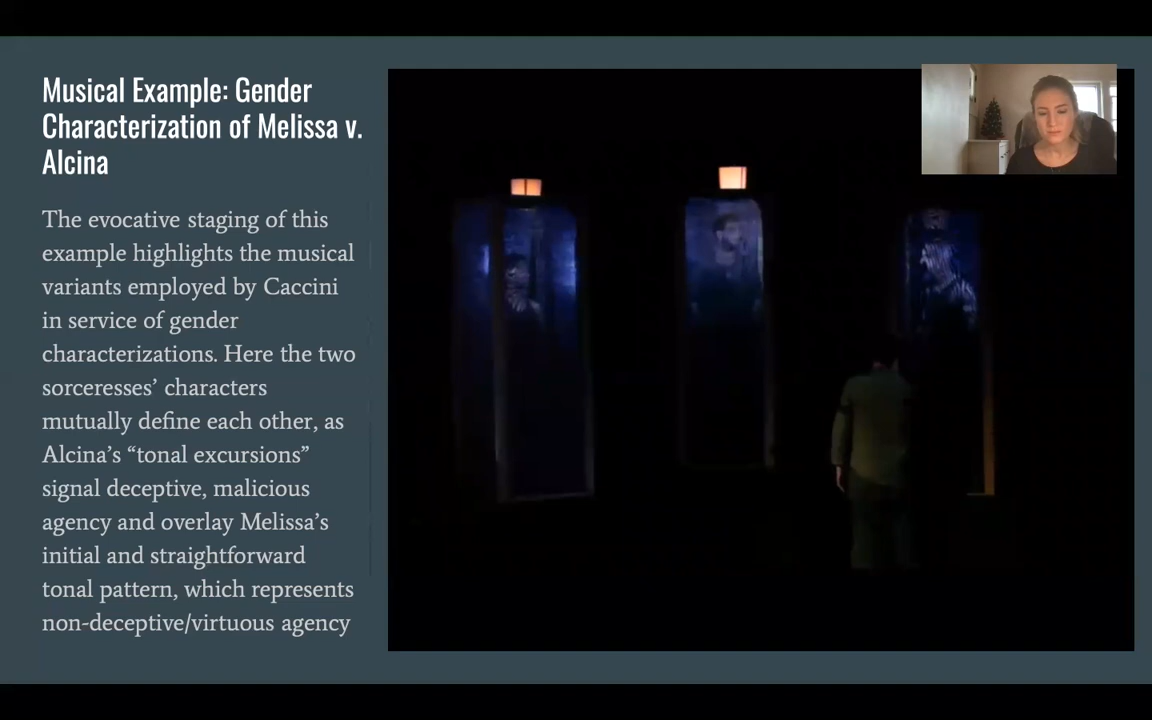 Musical Example: Gender
Characterization of Melissa v.
Alcina
The evocative staging of this
example highlights the musical
variants employed by Caccini
in service of gender
characterizations. Here the two
sorceresses’ characters
mutually define each other, as
Alcina’s “tonal excursions”
signal deceptive, malicious
agency and overlay Melissa’s
initial and straightforward
tonal pattern, which represents
non-deceptive/virtuous agency